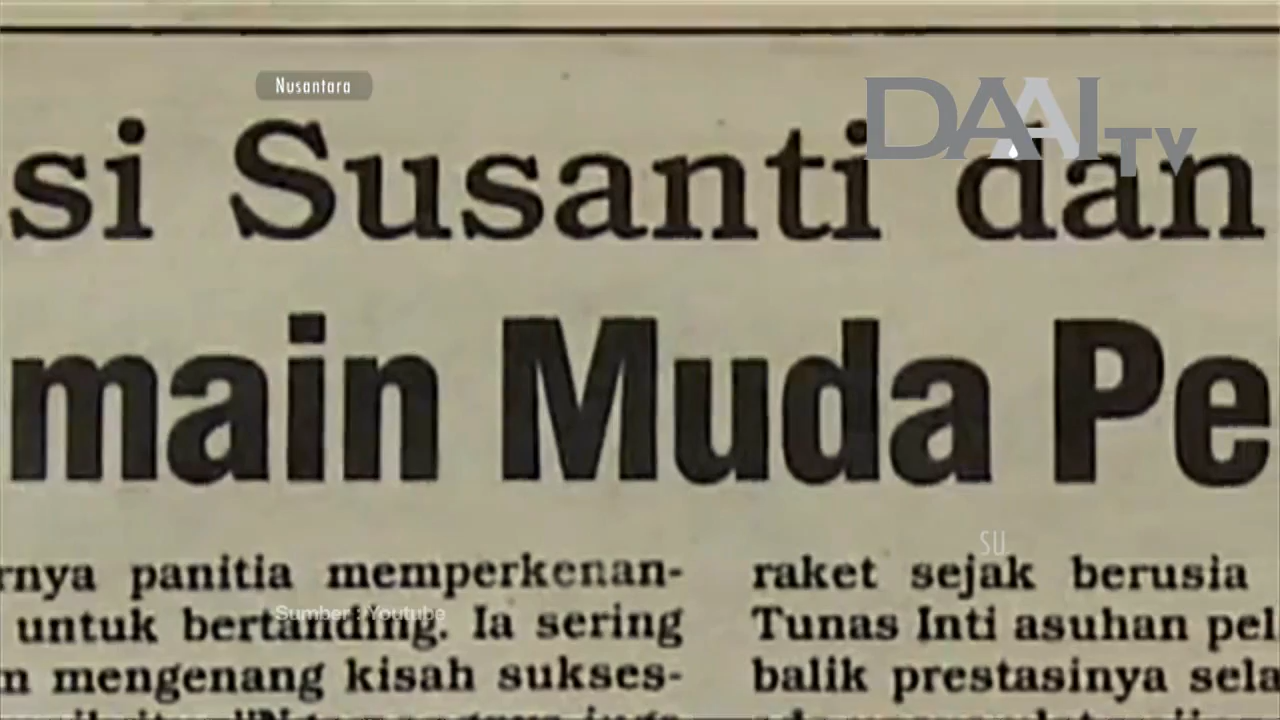 Nusantara
DAAI TV
si Susanti dan
main Muda Pe
SU
rnya panitia memperkenan-
untuk bertanding. Ia sering
Sumber : Youtube
n mengenang kisah sukses-
raket sejak berusia
Tunas Inti asuhan pel
balik prestasinya sela